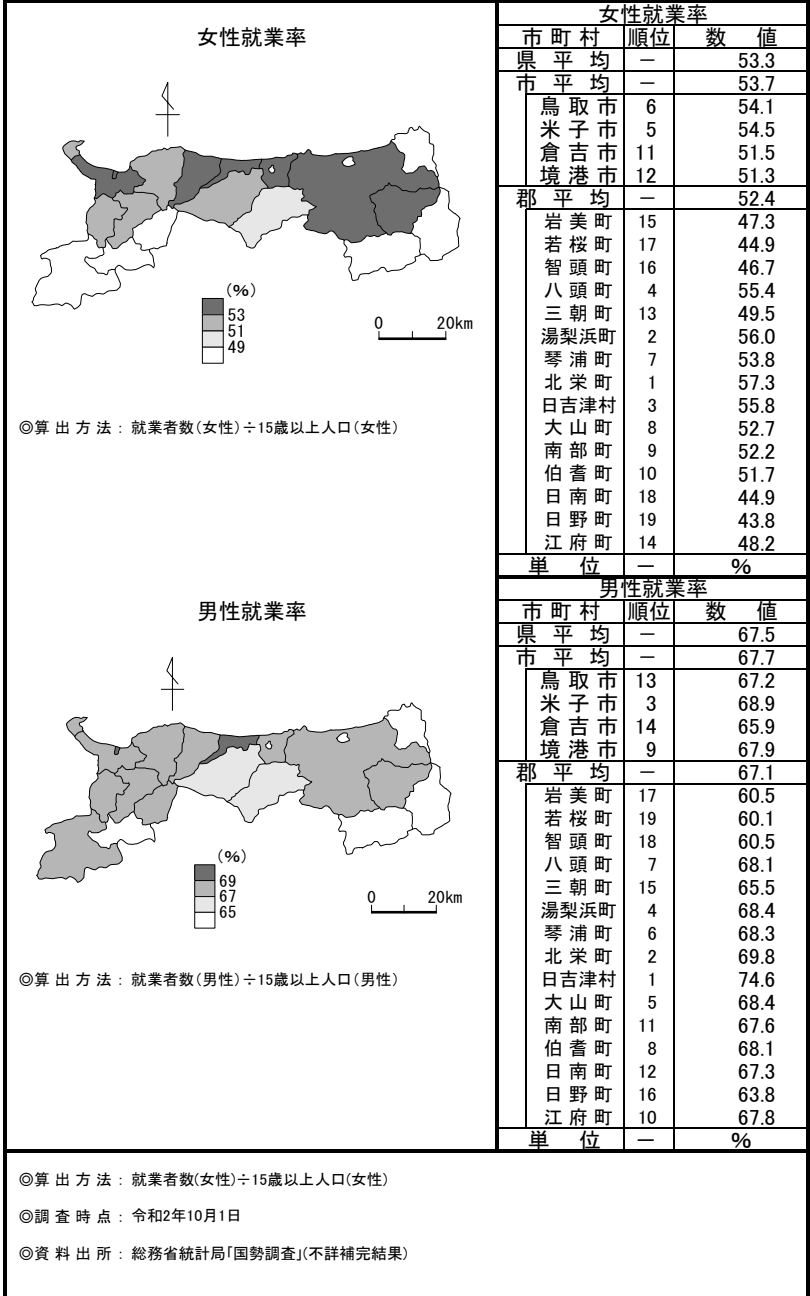 女性就業率
(%)
53
51
49
0 20km
◎算出方法：就業者数(女性)÷15歳以上人口(女性)
女性就業率
市町村 順位 数値
県平均 － 53.3
市平均 － 53.7
鳥取市 6 54.1
米子市 5 54.5
倉吉市 11 51.5
境港市 12 51.3
郡平均 － 52.4
岩美町 15 47.3
若桜町 17 44.9
智頭町 16 46.7
八頭町 4 55.4
三朝町 13 49.5
湯梨浜町 2 56.0
琴浦町 7 53.8
北栄町 1 57.3
日吉津村 3 55.8
大山町 8 52.7
南部町 9 52.2
伯耆町 10 51.7
日南町 18 44.9
日野町 19 43.8
江府町 14 48.2
単位 － %
男性就業率
(%)
69
67
65
0 20km
◎算出方法：就業者数(男性)÷15歳以上人口(男性)
男性就業率
市町村 順位 数値
県平均 － 67.5
市平均 － 67.7
鳥取市 13 67.2
米子市 3 68.9
倉吉市 14 65.9
境港市 9 67.9
郡平均 － 67.1
岩美町 17 60.5
若桜町 19 60.1
智頭町 18 60.5
八頭町 7 68.1
三朝町 15 65.5
湯梨浜町 4 68.4
琴浦町 6 68.3
北栄町 2 69.8
日吉津村 1 74.6
大山町 5 68.4
南部町 11 67.6
伯耆町 8 68.1
日南町 12 67.3
日野町 16 63.8
江府町 10 67.8
単位 － %
◎算出方法：就業者数(女性)÷15歳以上人口(女性)
◎調査時点：令和2年10月1日
◎資料出所：総務省統計局「国勢調査」(不詳補完結果)